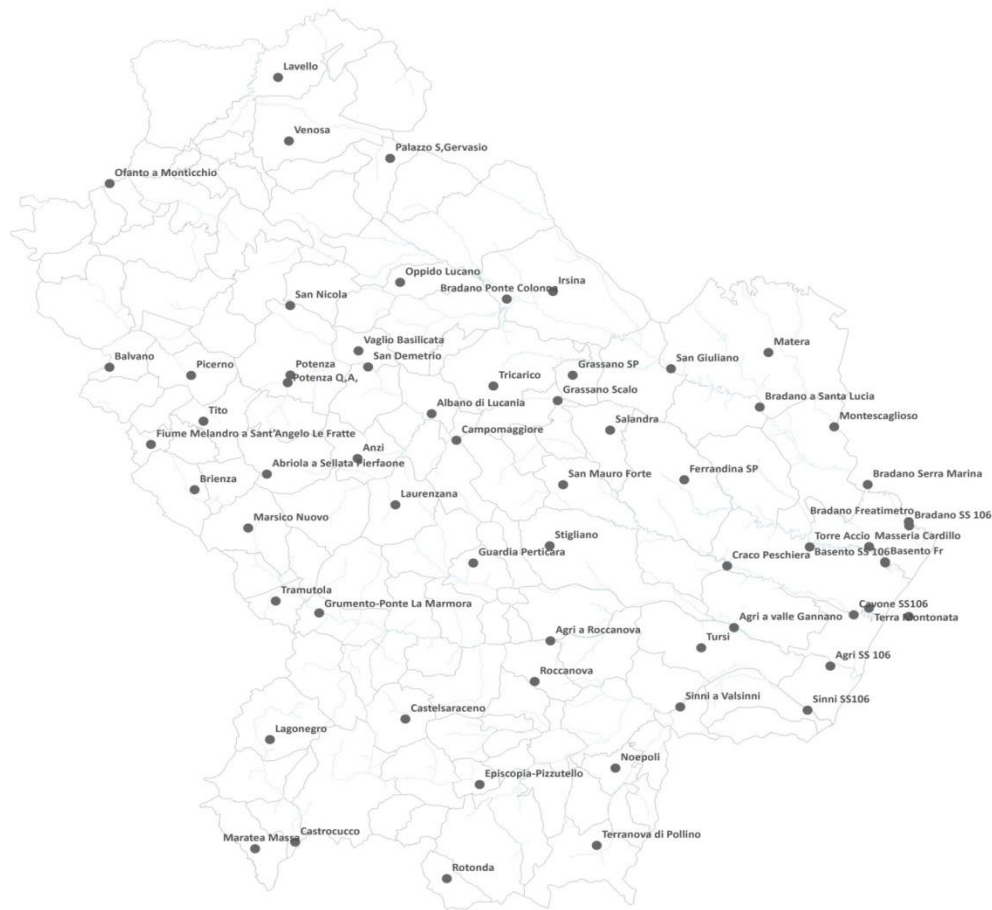 Lavello
Venosa
Palazzo S,Gervasio
Ofanto a Monticchio
Oppido Lucano
Bradano Ponte Colonna
Irsina
San Nicola
Vaglio Basilicata
San Demetrio
Matera
Balvano
Picerno
Potenza
Potenza Q,A,
Grassano SP
San Giuliano
Tricarico
Grassano Scalo
Bradano a Santa Lucia
Albano di Lucania
Montescaglioso
Tito
Salandra
Fiume Melandro a Sant'Angelo Le Fratte
Campomaggiore
Anzi
Abriola a Sellata Pierfaone
Brienza
San Mauro Forte
Ferrandina SP
Bradano Serra Marina
Laurenzana
Bradano Freatimetro
Bradano SS 106
Marsico Nuovo
Stigliano
Torre Accio
Masseria Cardillo
Guardia Perticara
Craco Peschiera
Basento SS 106
Basento Fr
Tramutola
Grumento-Ponte La Marmora
Cavone SS106
Agri a valle Gannano
Terra Montonata
Agri a Roccanova
Tursi
Agri SS 106
Roccanova
Sinni a Valsinni
Sinni SS106
Castelsaraceno
Lagonegro
Noepoli
Episcopia-Pizzutello
Maratea Massa
Castrocucco
Terranova di Pollino
Rotonda